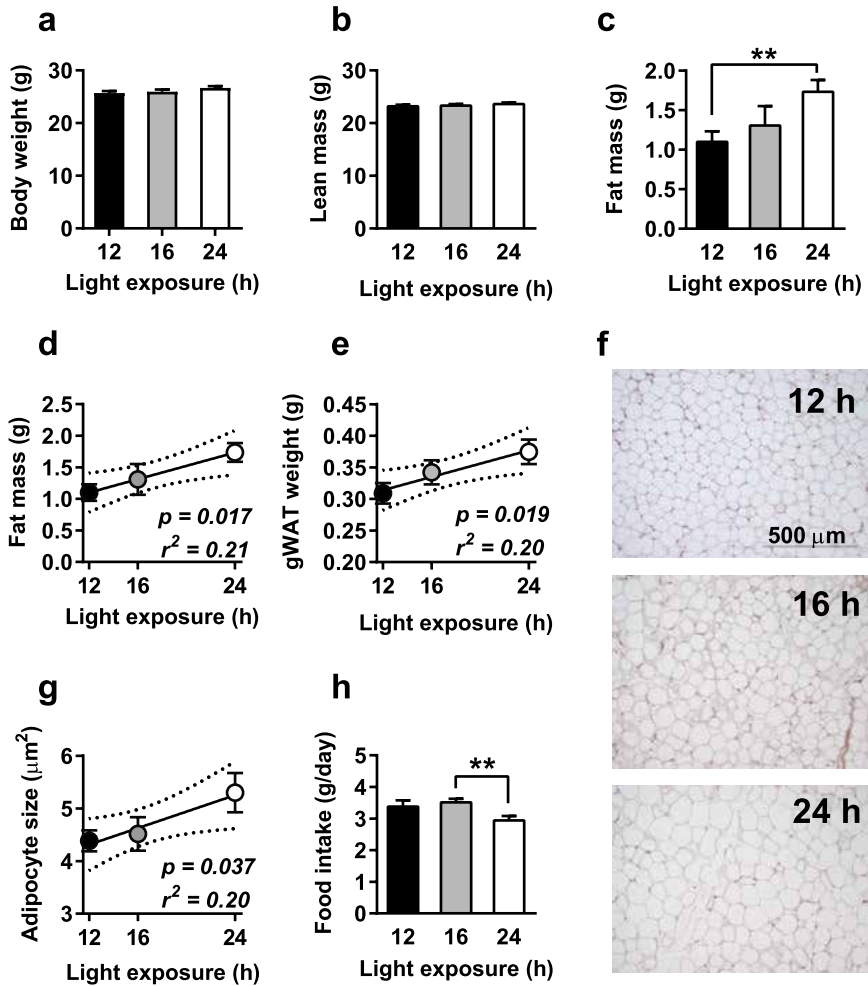 a
Body weight (g)
30
20
10
0
12 16 24
Light exposure (h)
b
Lean mass (g)
30
20
10
0
12 16 24
Light exposure (h)
c
Fat mass (g)
**
2.0
1.5
1.0
0.5
0.0
12 16 24
Light exposure (h)
d
Fat mass (g)
2.5
2.0
1.5
1.0
0.5
0.0
p = 0.017
r² = 0.21
12 16 24
Light exposure (h)
e
gWAT weight (g)
0.45
0.40
0.35
0.30
0.25
0.20
p = 0.019
r² = 0.20
12 16 24
Light exposure (h)
f
12 h
500 μm
16 h
24 h
g
Adipocyte size (μm²)
6
5
4
3
p = 0.037
r² = 0.20
12 16 24
Light exposure (h)
h
Food intake (g/day)
**
5
4
3
2
1
0
12 16 24
Light exposure (h)